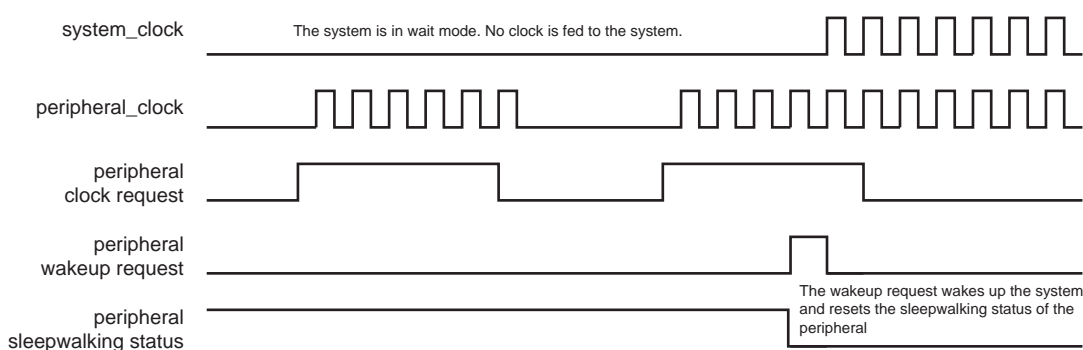 system_clock
The system is in wait mode. No clock is fed to the system.
peripheral_clock
peripheral
clock request
peripheral
wakeup request
The wakeup request wakes up the system
and resets the sleepwalking status of the
peripheral
peripheral
sleepwalking status